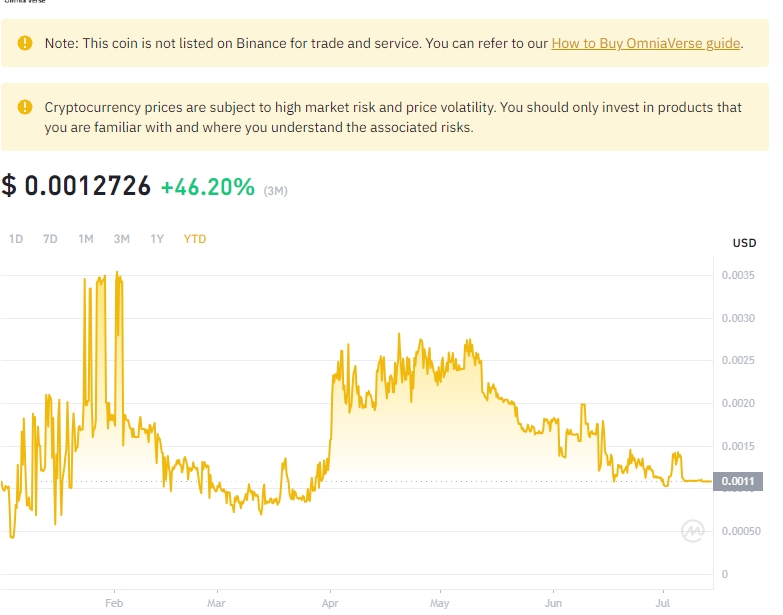 Omnia Verse
Note: This coin is not listed on Binance for trade and service. You can refer to our How to Buy OmniaVerse guide.
Cryptocurrency prices are subject to high market risk and price volatility. You should only invest in products that
you are familiar with and where you understand the associated risks.
$ 0.0012726 +46.20% (3M)
1D 7D 1M 3M 1Y YTD
USD
0.0035
0.0030
0.0025
0.0020
0.0015
0.0011
0.00050
0
Feb Mar Apr May Jun Jul